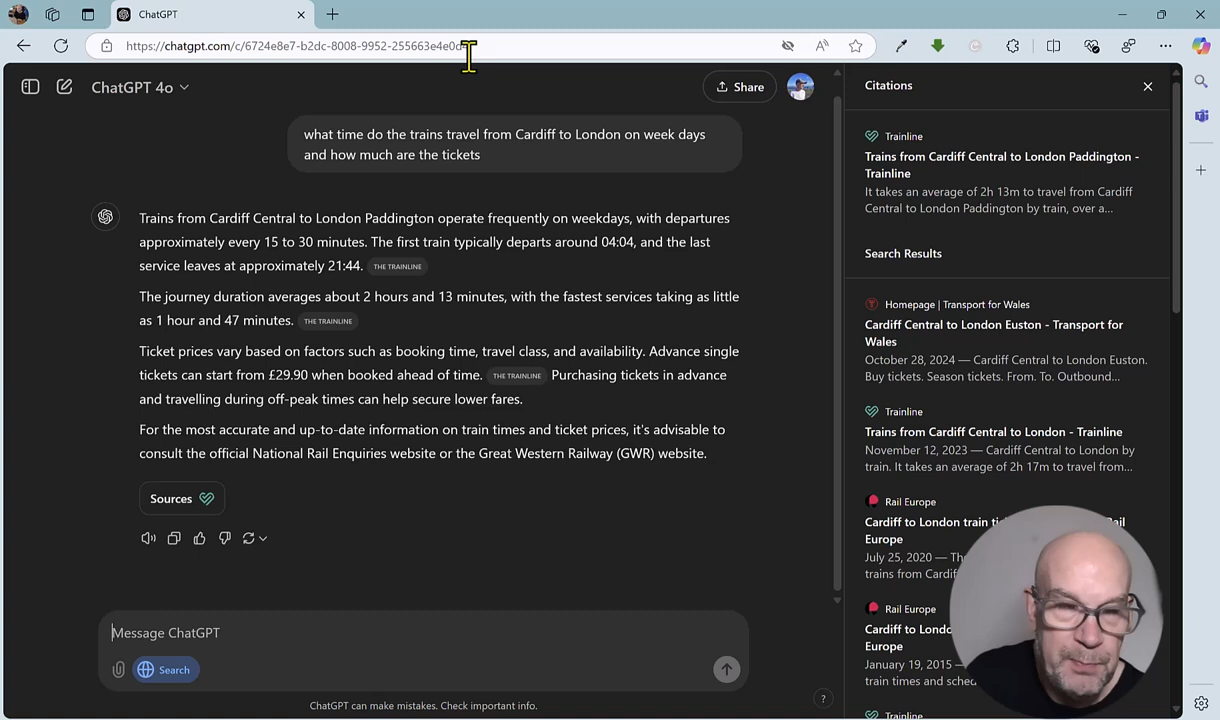 ChatGPT
https://chatgpt.com/c/6724e8e7-b2dc-8008-9952-255663e4e0d
ChatGPT 4o
Share
what time do the trains travel from Cardiff to London on week days
and how much are the tickets
Trains from Cardiff Central to London Paddington operate frequently on weekdays, with departures
approximately every 15 to 30 minutes. The first train typically departs around 04:04, and the last
service leaves at approximately 21:44. THE TRAINLINE
The journey duration averages about 2 hours and 13 minutes, with the fastest services taking as little
as 1 hour and 47 minutes. THE TRAINLINE
Ticket prices vary based on factors such as booking time, travel class, and availability. Advance single
tickets can start from £29.90 when booked ahead of time. THE TRAINLINE Purchasing tickets in advance
and travelling during off-peak times can help secure lower fares.
For the most accurate and up-to-date information on train times and ticket prices, it's advisable to
consult the official National Rail Enquiries website or the Great Western Railway (GWR) website.
Sources
Message ChatGPT
Search
ChatGPT can make mistakes. Check important info.
?
Citations
Trainline
Trains from Cardiff Central to London Paddington -
Trainline
It takes an average of 2h 13m to travel from Cardiff
Central to London Paddington by train, over a...
Search Results
Homepage | Transport for Wales
Cardiff Central to London Euston - Transport for
Wales
October 28, 2024 — Cardiff Central to London Euston.
Buy tickets. Season tickets. From. To. Outbound...
Trainline
Trains from Cardiff Central to London - Trainline
November 12, 2023 — Cardiff Central to London by
train. It takes an average of 2h 17m to travel from...
Rail Europe
Cardiff to London train ail
Europe
July 25, 2020 — Th
trains from Cardif
Rail Europe
Cardiff to Lond
Europe
January 19, 2015 —
train times and sched
Trainline